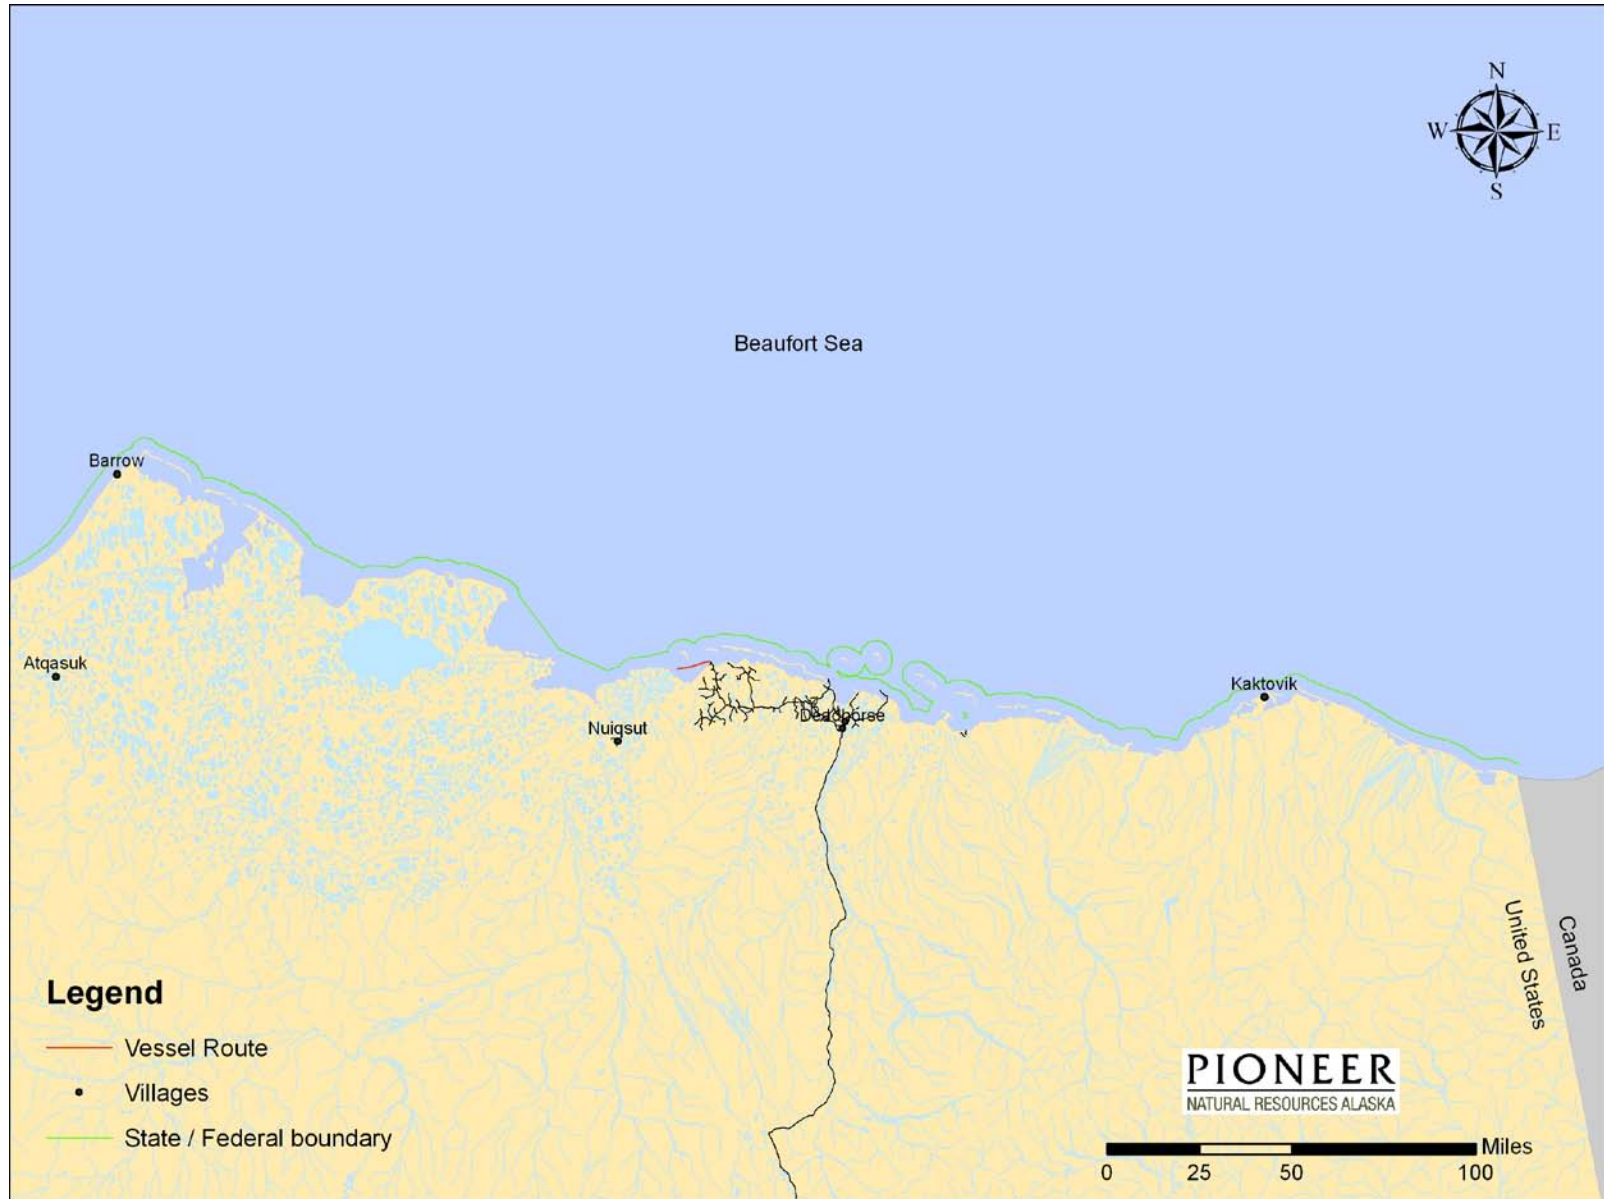 N
W E
S
Beaufort Sea
Barrow
Atqasuk
Kaktovik
Deadhorse
Nuiqsut
United States
Canada
Legend
Vessel Route
Villages
State / Federal boundary
PIONEER
NATURAL RESOURCES ALASKA
Miles
0 25 50 100